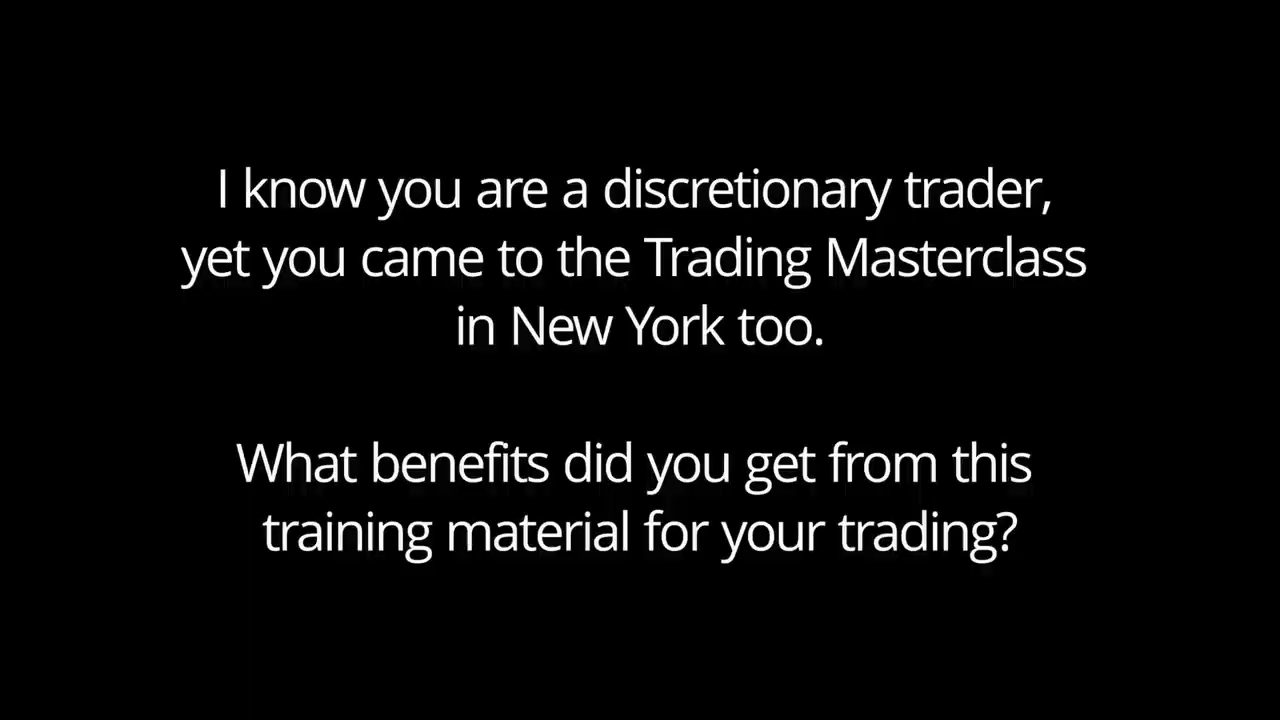 I know you are a discretionary trader,
yet you came to the Trading Masterclass
in New York too.
What benefits did you get from this
training material for your trading?